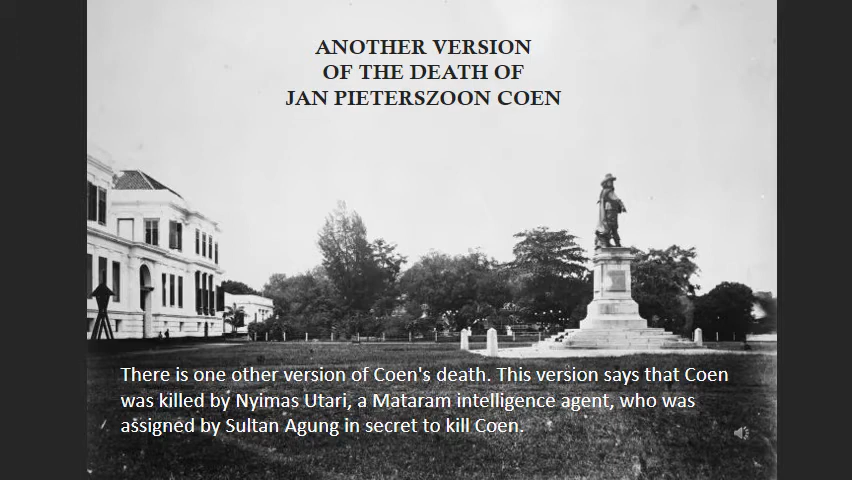 ANOTHER VERSION
OF THE DEATH OF
JAN PIETERSZOON COEN
There is one other version of Coen's death. This version says that Coen
was killed by Nyimas Utari, a Mataram intelligence agent, who was
assigned by Sultan Agung in secret to kill Coen.